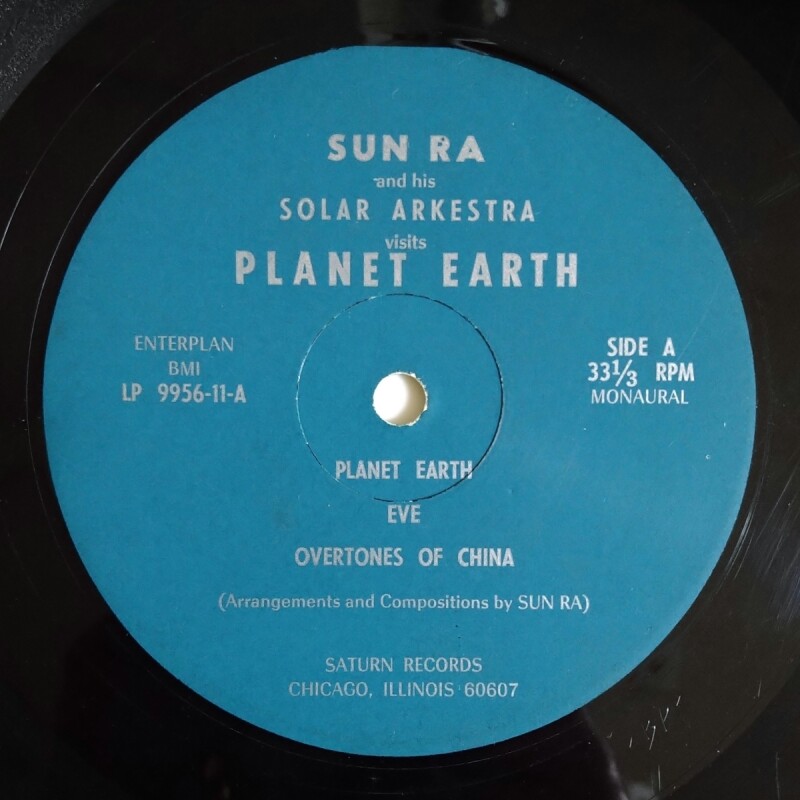 SUN RA
and his
SOLAR ARKESTRA
visits
PLANET EARTH
ENTERPLAN
BMI
LP 9956-11-A
SIDE A
33⅓ RPM
MONAURAL
PLANET EARTH
EVE
OVERTONES OF CHINA
(Arrangements and Compositions by SUN RA)
SATURN RECORDS
CHICAGO, ILLINOIS 60607